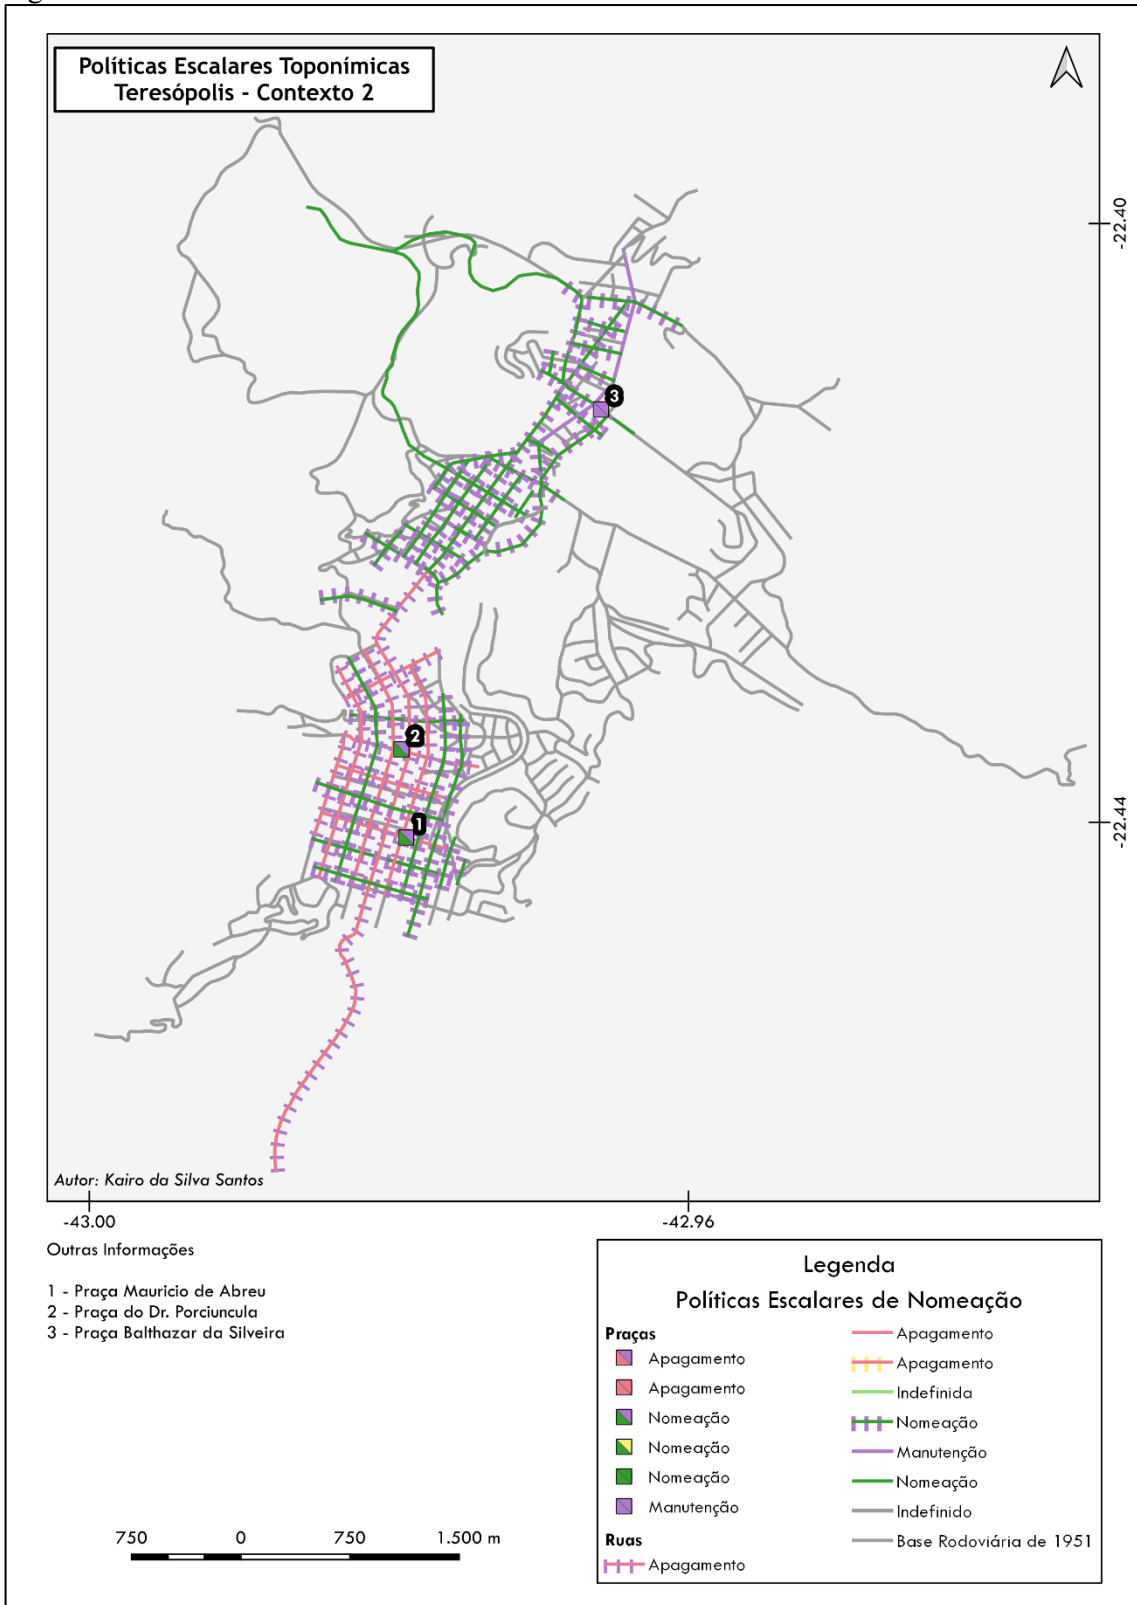 Políticas Escalares Toponímicas
Teresópolis - Contexto 2
-22.40
3
2
1
-22.44
Autor: Kairo da Silva Santos
-43.00
-42.96
Outras Informações
1 - Praça Mauricio de Abreu
2 - Praça do Dr. Porciuncula
3 - Praça Balthazar da Silveira
750 0 750 1.500 m
Legenda
Políticas Escalares de Nomeação
Praças
Apagamento
Apagamento
Nomeação
Nomeação
Nomeação
Manutenção
Ruas
Apagamento
Apagamento
Apagamento
Indefinida
Nomeação
Manutenção
Nomeação
Indefinido
Base Rodoviária de 1951